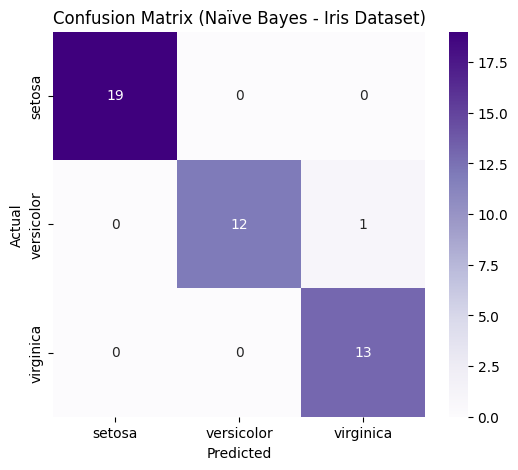 Confusion Matrix (Naïve Bayes - Iris Dataset)
setosa
19 0 0
17.5
15.0
12.5
Actual
versicolor
0 12 1
10.0
7.5
5.0
virginica
0 0 13
2.5
0.0
setosa versicolor virginica
Predicted